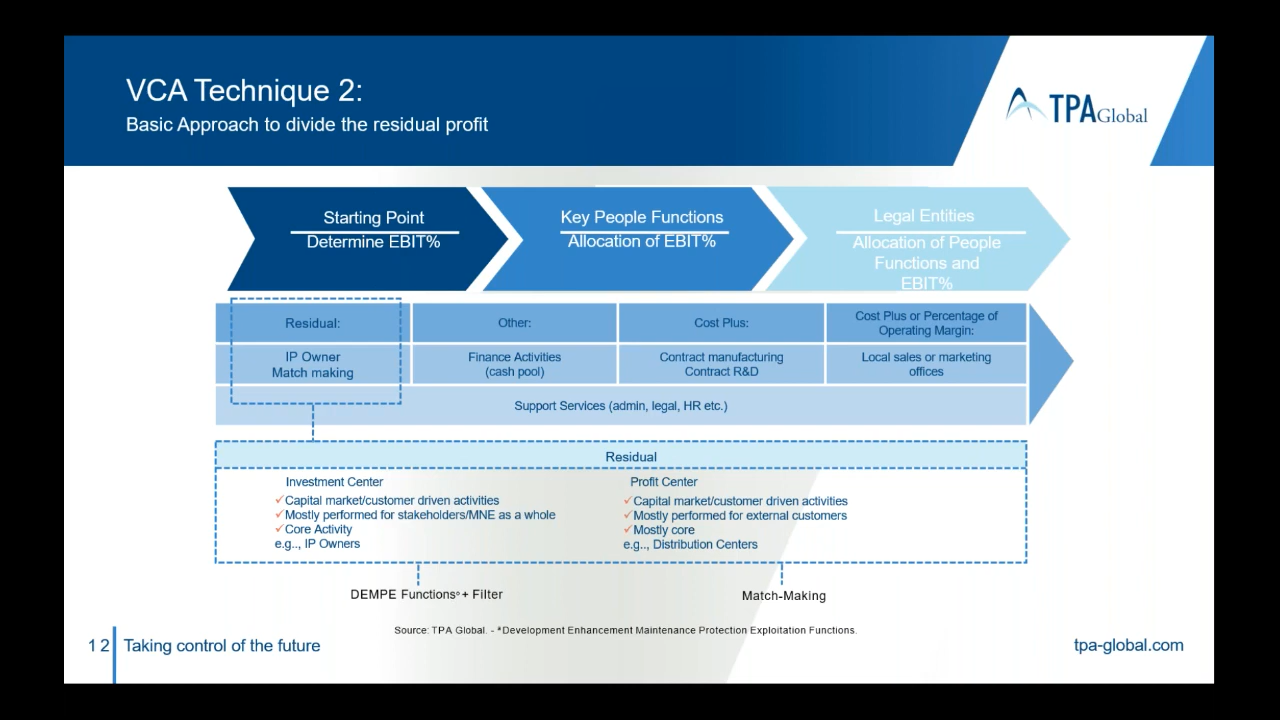 VCA Technique 2:
Basic Approach to divide the residual profit
TPAGlobal
Starting Point
Determine EBIT%
Key People Functions
Allocation of EBIT%
Legal Entities
Allocation of People
Functions and
EBIT%
Residual:
Other:
Cost Plus:
Cost Plus or Percentage of
Operating Margin:
IP Owner
Match making
Finance Activities
(cash pool)
Contract manufacturing
Contract R&D
Local sales or marketing
offices
Support Services (admin, legal, HR etc.)
Residual
Investment Center
✓Capital market/customer driven activities
✓Mostly performed for stakeholders/MNE as a whole
✓Core Activity
e.g.., IP Owners
Profit Center
✓Capital market/customer driven activities
✓Mostly performed for external customers
✓Mostly core
e.g.., Distribution Centers
DEMPE Functions*+ Filter
Match-Making
Source: TPA Global. - *Development Enhancement Maintenance Protection Exploitation Functions.
12
Taking control of the future
tpa-global.com